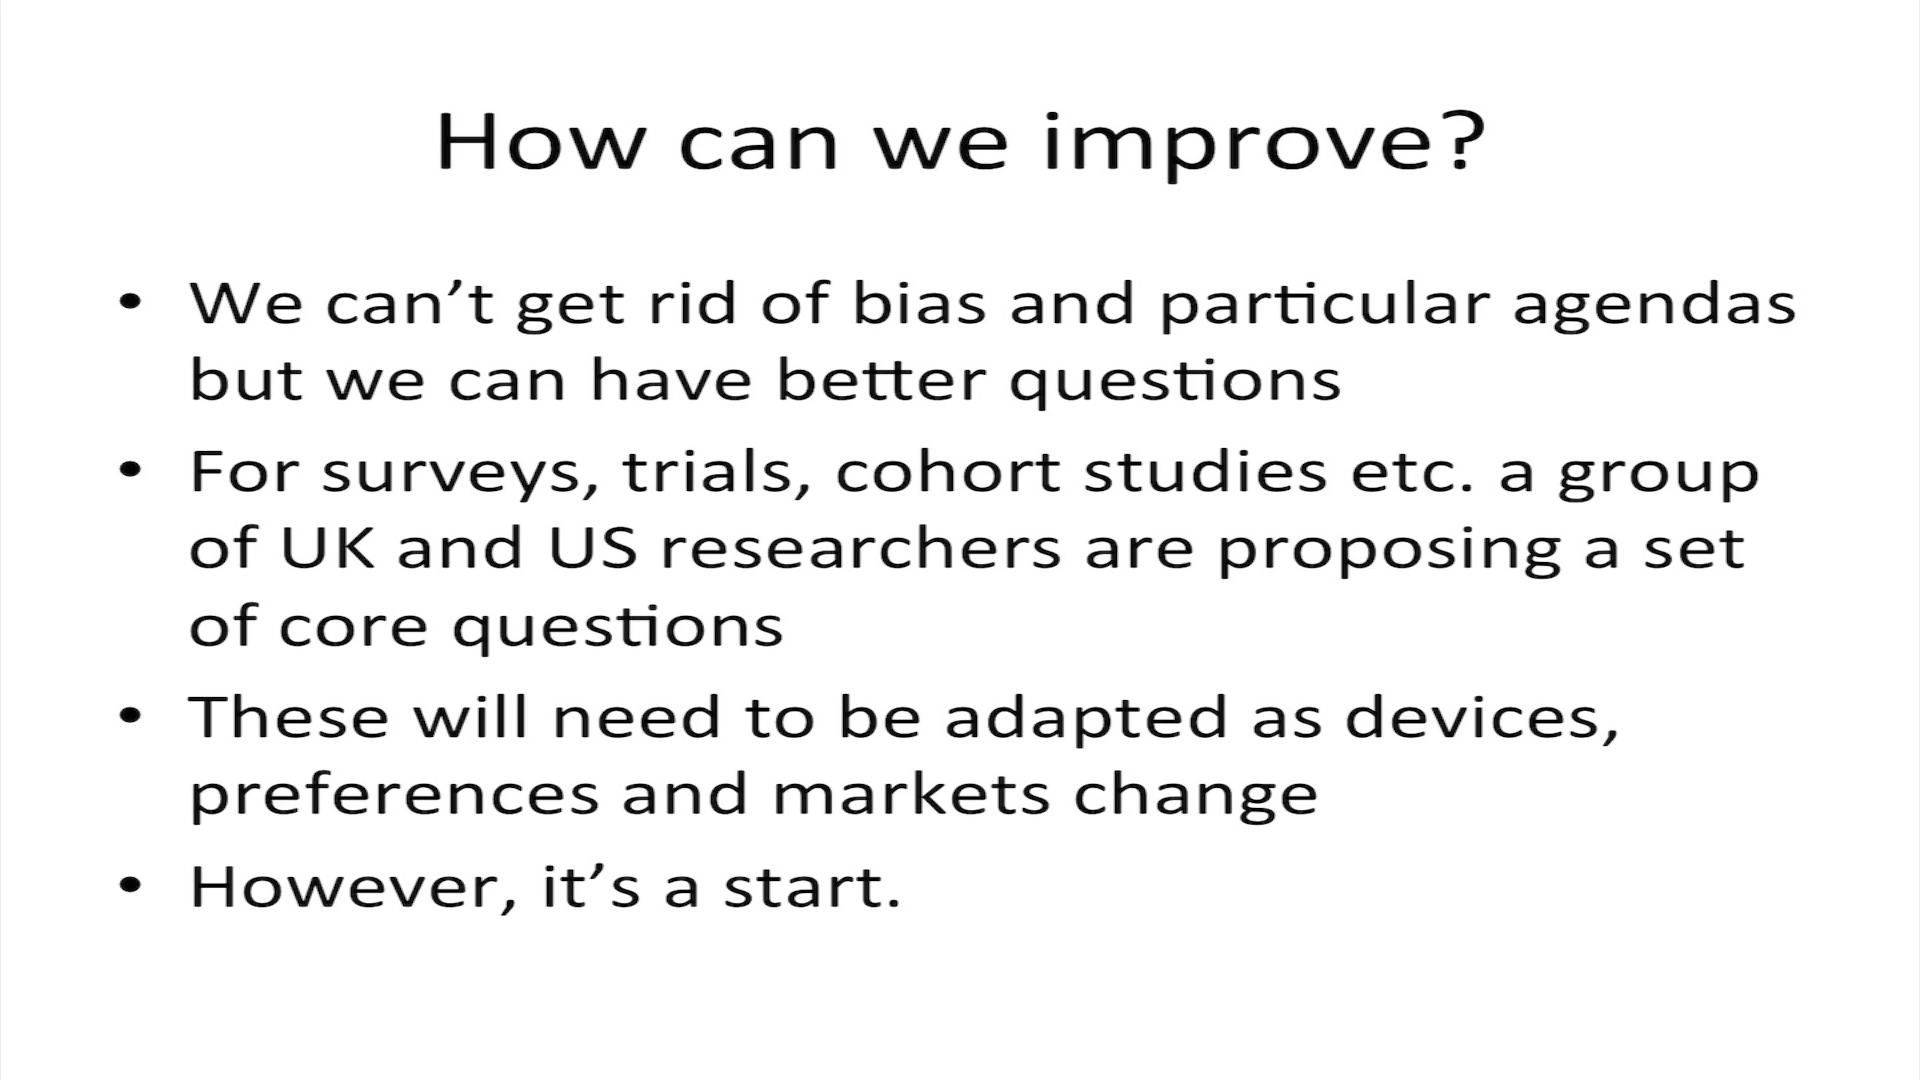 How can we improve?
• We can’t get rid of bias and particular agendas
but we can have better questions
• For surveys, trials, cohort studies etc. a group
of UK and US researchers are proposing a set
of core questions
• These will need to be adapted as devices,
preferences and markets change
• However, it’s a start.